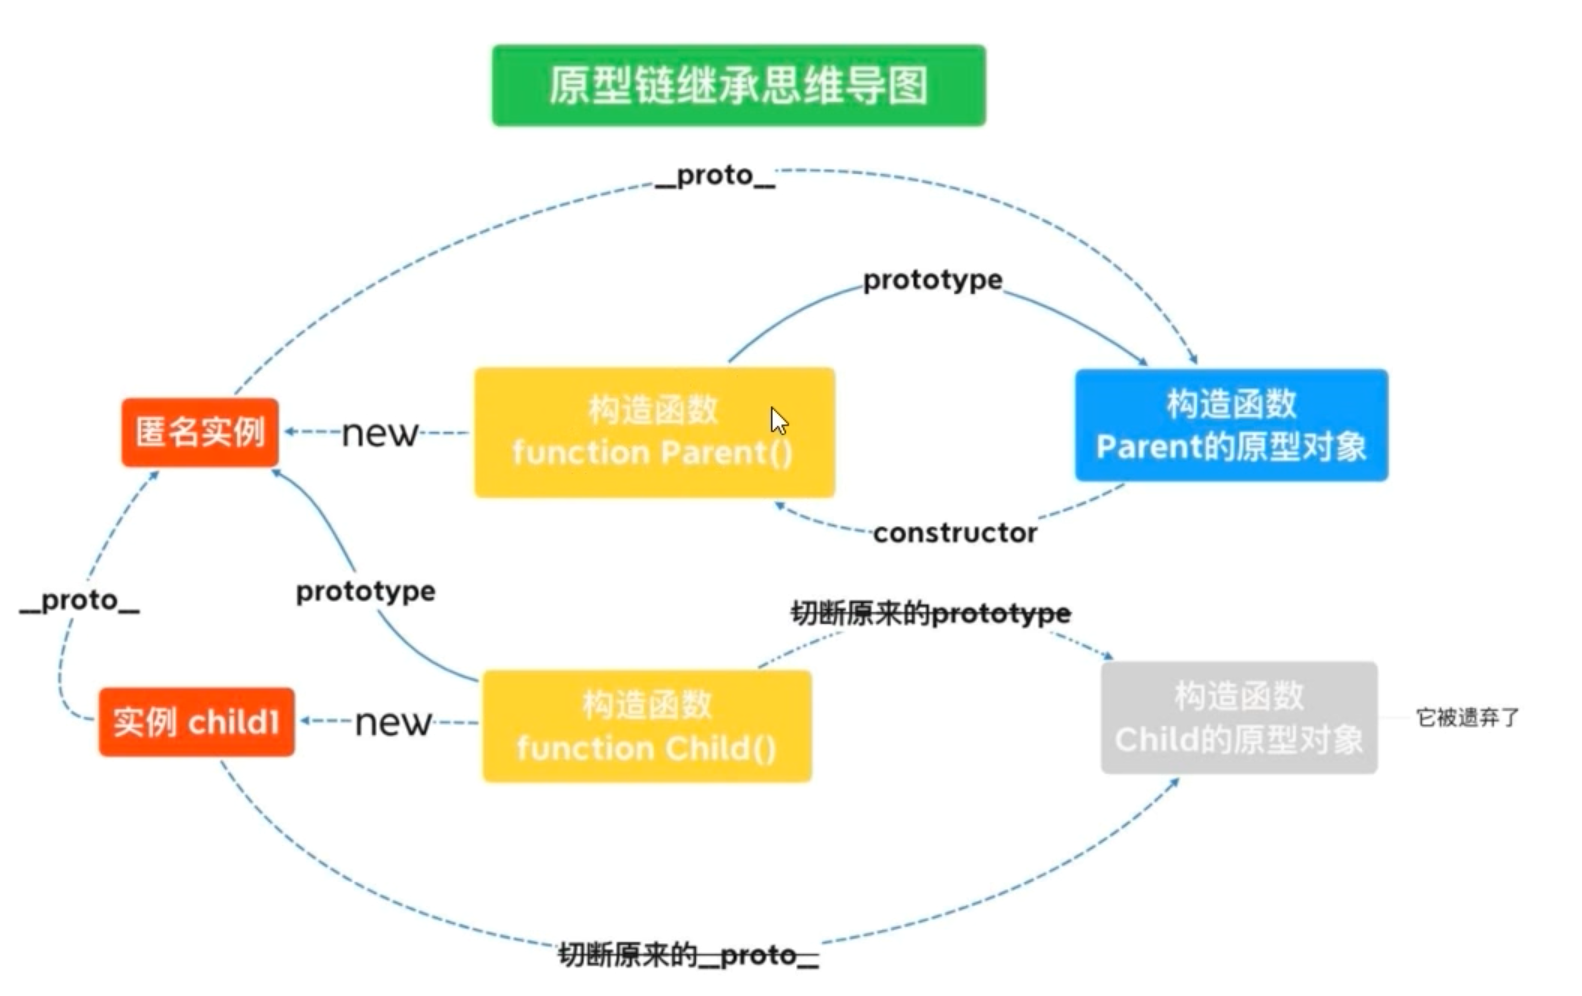 原型链继承思维导图
__proto__
prototype
匿名实例
new
构造函数
function Parent()
构造函数
Parent的原型对象
constructor
__proto__
prototype
切断原来的prototype
实例 child1
new
构造函数
function Child()
构造函数
Child的原型对象
它被遗弃了
切断原来的__proto__